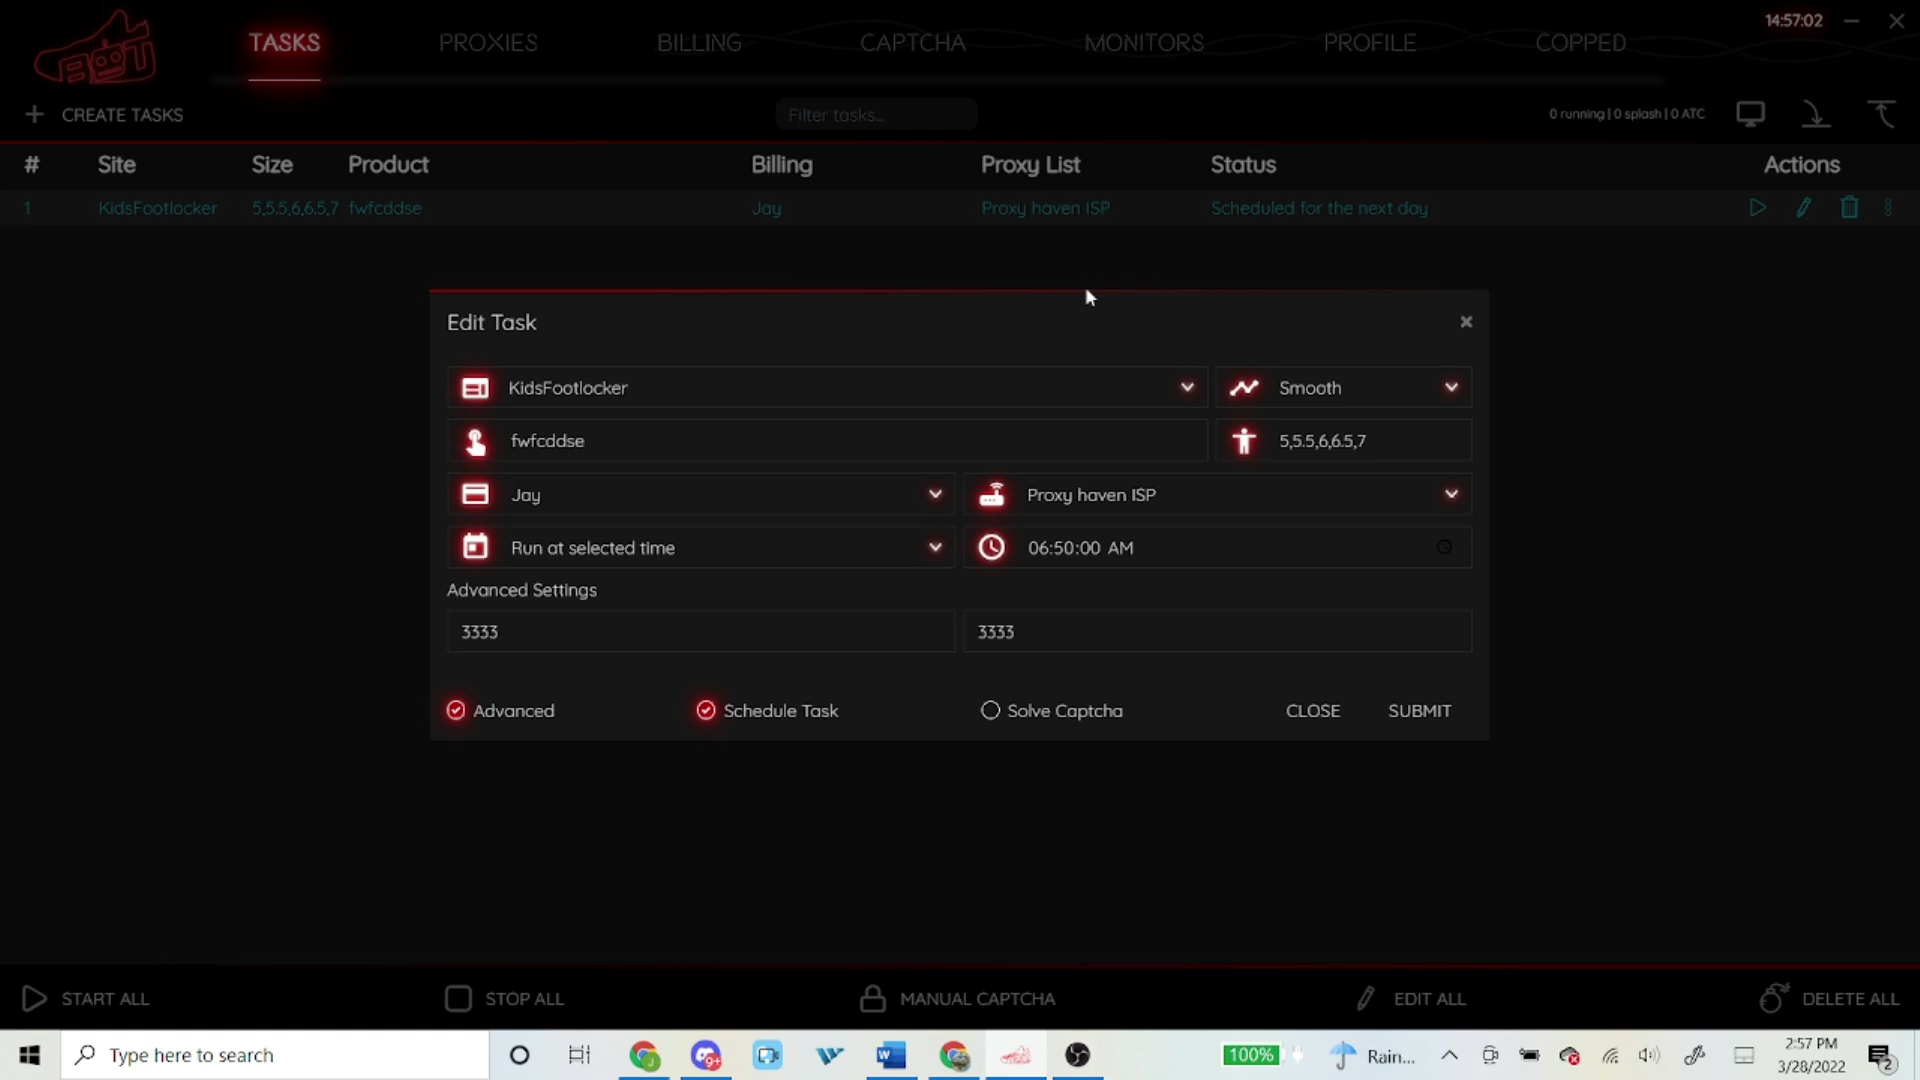 BOT
TASKS PROXIES BILLING CAPTCHA MONITORS PROFILE COPPED 14:57:02
CREATE TASKS Filter tasks... 0 running | 0 splash | 0 ATC
# Site Size Product Billing Proxy List Status Actions
1 KidsFootlocker 5,5.5,6,6.5,7 fwfcddse Jay Proxy haven ISP Scheduled for the next day
Edit Task
KidsFootlocker Smooth
fwfcddse 5,5.5,6,6.5,7
Jay Proxy haven ISP
Run at selected time 06:50:00 AM
Advanced Settings
3333 3333
Advanced Schedule Task Solve Captcha CLOSE SUBMIT
START ALL STOP ALL MANUAL CAPTCHA EDIT ALL DELETE ALL
Type here to search 9+ 100% Rain... 2:57 PM
3/28/2022 2